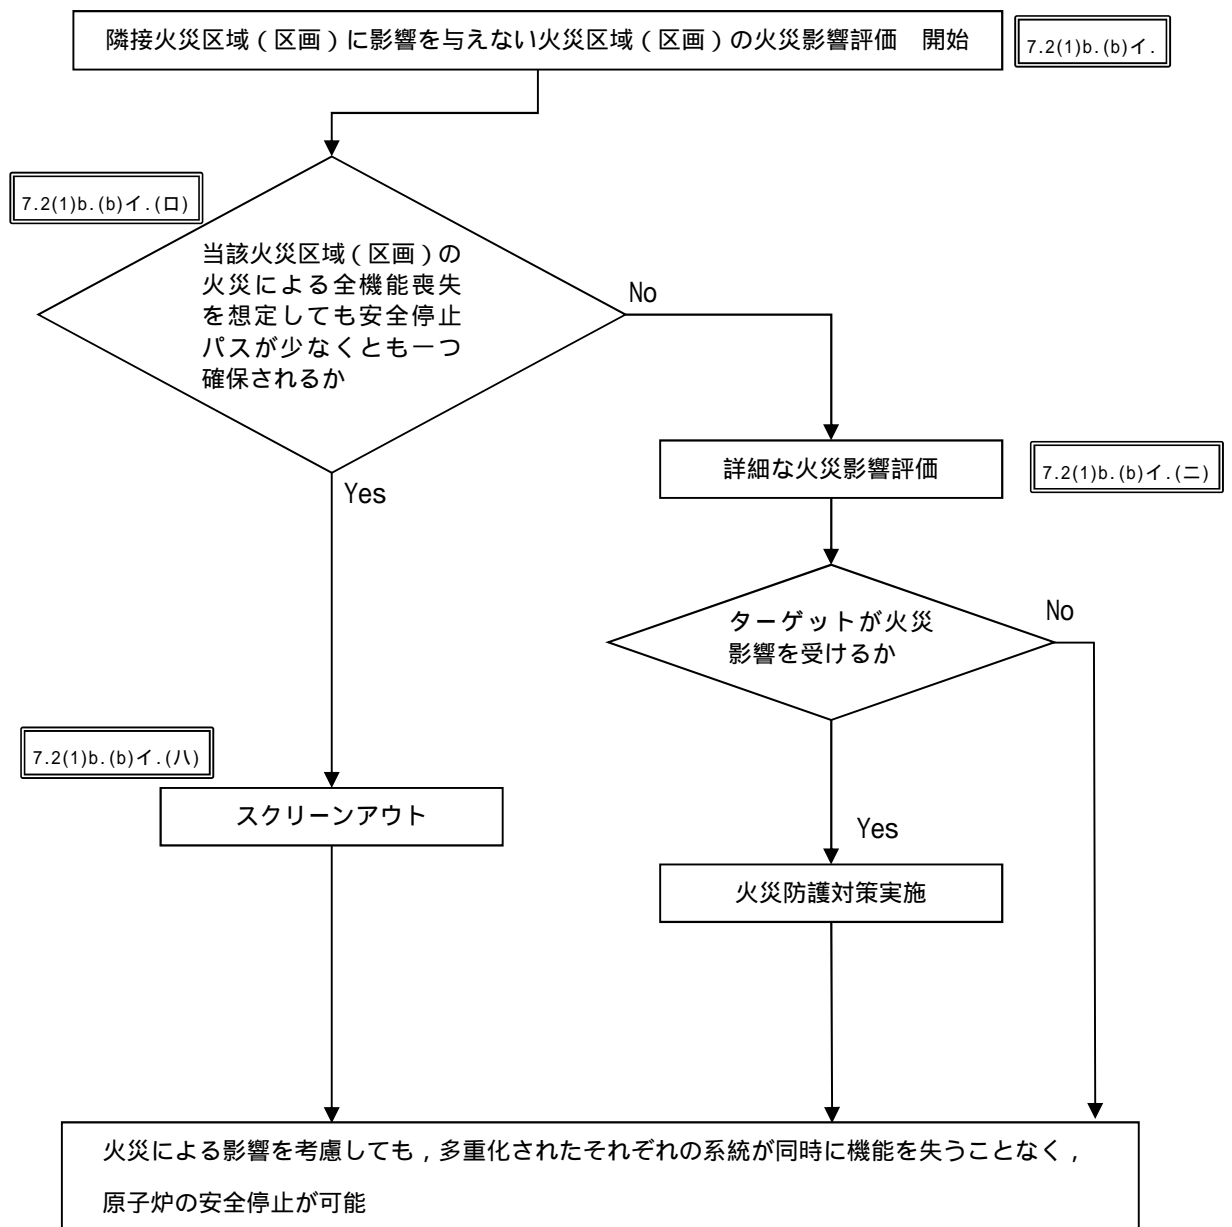 隣接火災区域（区画）に影響を与えない火災区域（区画）の火災影響評価　開始
7.2(1)b.(b)イ.
7.2(1)b.(b)イ.(ロ)
当該火災区域（区画）の
火災による全機能喪失
を想定しても安全停止
パスが少なくとも一つ
確保されるか
No
Yes
詳細な火災影響評価
7.2(1)b.(b)イ.(ニ)
ターゲットが火災
影響を受けるか
No
7.2(1)b.(b)イ.(ハ)
スクリーンアウト
Yes
火災防護対策実施
火災による影響を考慮しても，多重化されたそれぞれの系統が同時に機能を失うことなく，
原子炉の安全停止が可能